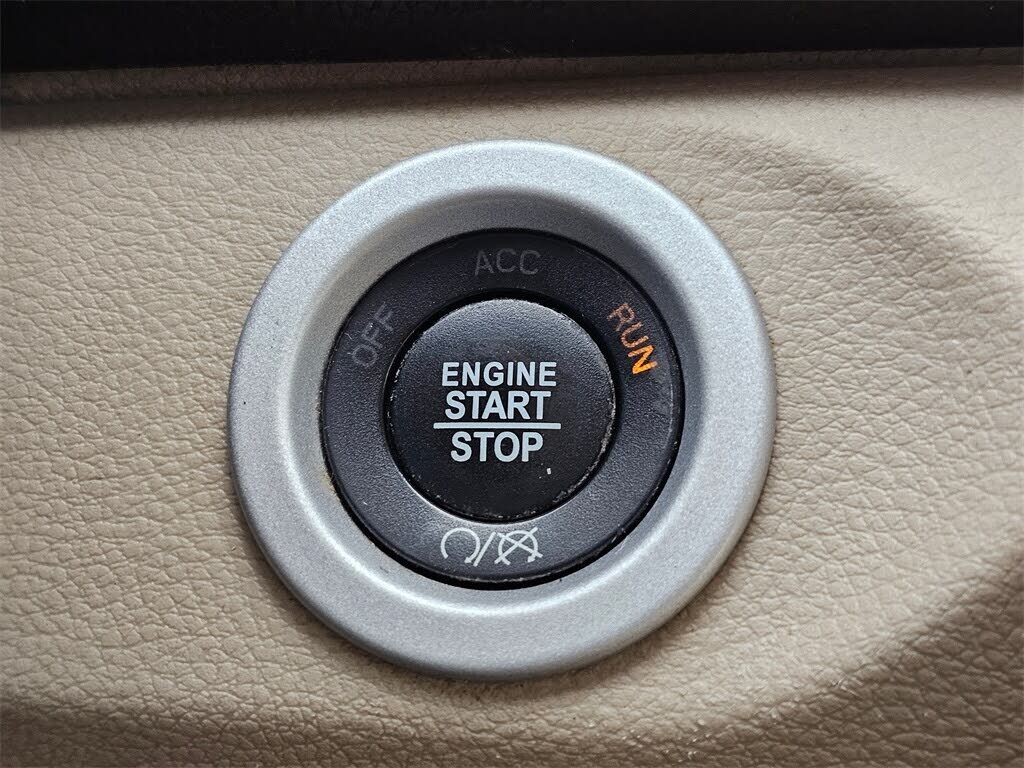 ACC
OFF
RUN
ENGINE
START
STOP